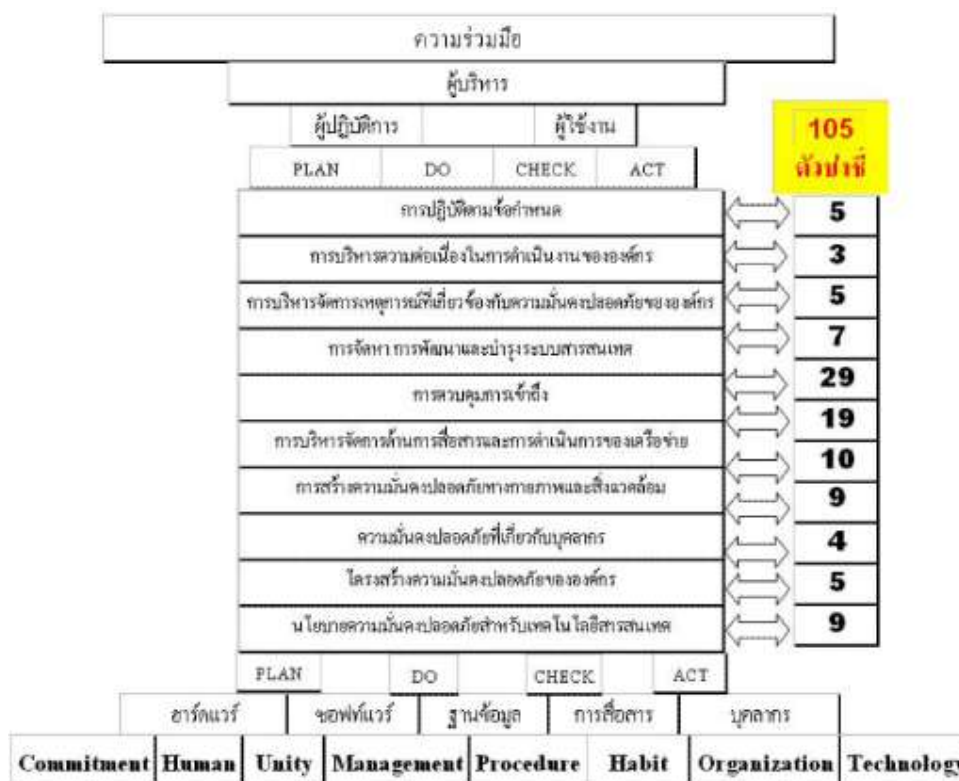 ความร่วมมือ
ผู้บริหาร
ผู้ปฏิบัติการ ผู้ใช้งาน
105
ตัวบ่งชี้
PLAN DO CHECK ACT
การปฏิบัติตามข้อกำหนด 5
การบริหารความต่อเนื่องในการดำเนินงานขององค์กร 3
การบริหารจัดการเหตุการณ์ที่เกี่ยวข้องกับความมั่นคงปลอดภัยขององค์กร 5
การจัดหา การพัฒนาและบำรุงระบบสารสนเทศ 7
การควบคุมการเข้าถึง 29
19
การบริหารจัดการด้านการสื่อสารและการดำเนินการของเครือข่าย 10
การสร้างความมั่นคงปลอดภัยทางกายภาพและสิ่งแวดล้อม 9
ความมั่นคงปลอดภัยที่เกี่ยวกับบุคลากร 4
โครงสร้างความมั่นคงปลอดภัยขององค์กร 5
นโยบายความมั่นคงปลอดภัยสำหรับเทคโนโลยีสารสนเทศ 9
PLAN DO CHECK ACT
ฮาร์ดแวร์ ซอฟท์แวร์ ฐานข้อมูล การสื่อสาร บุคลากร
Commitment Human Unity Management Procedure Habit Organization Technology